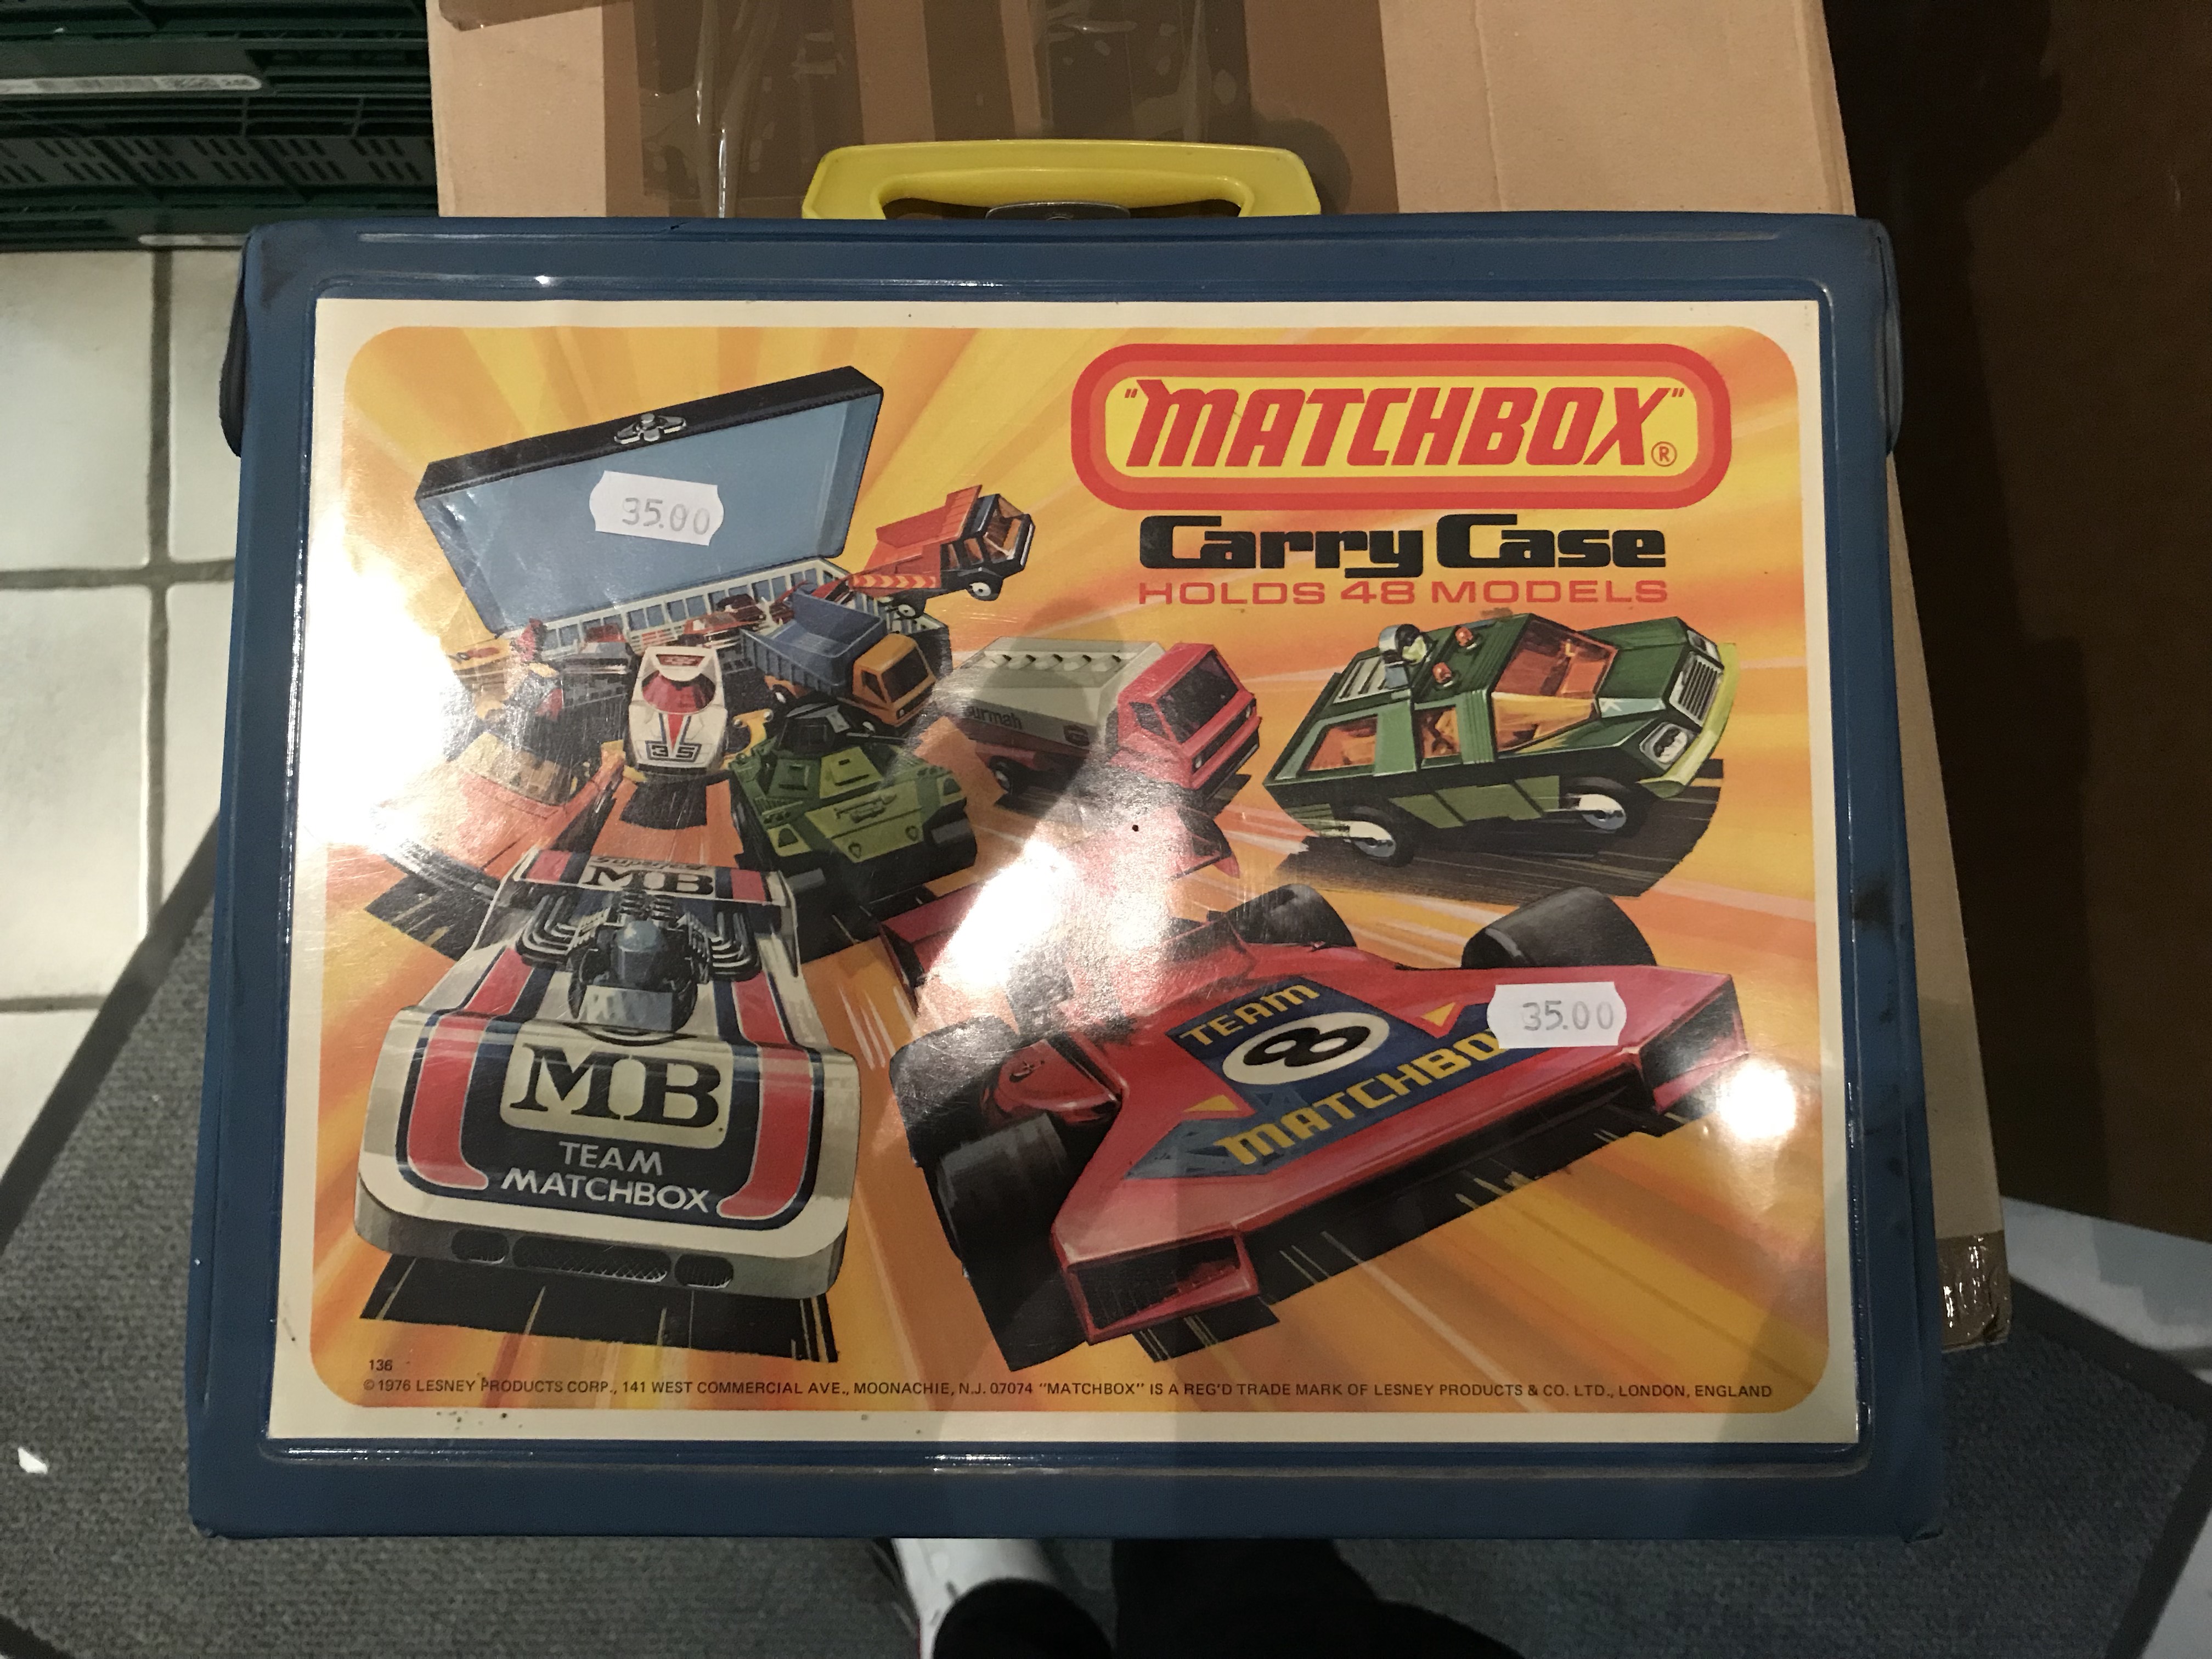 "MATCHBOX"®
Carry Case
HOLDS 48 MODELS
35.00
35
MB
MB
TEAM
MATCHBOX
TEAM
8
MATCHBO
35.00
136
©1976 LESNEY PRODUCTS CORP., 141 WEST COMMERCIAL AVE., MOONACHIE, N.J. 07074 "MATCHBOX" IS A REG'D TRADE MARK OF LESNEY PRODUCTS & CO. LTD., LONDON, ENGLAND